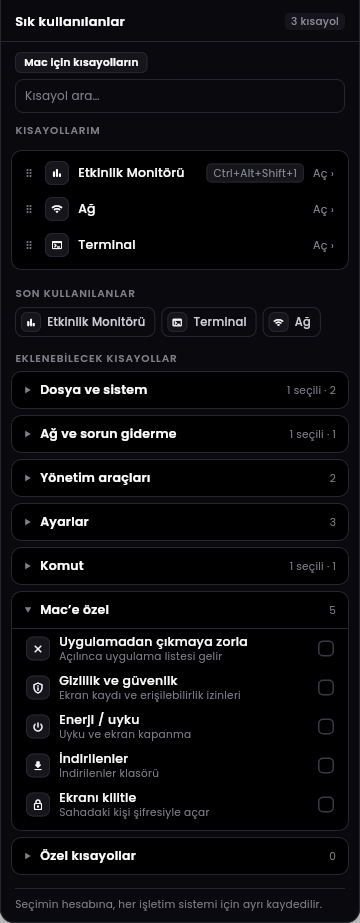 Sık kullanılanlar
3 kısayol
Mac için kısayolların
Kısayol ara…
KISAYOLLARIM
Etkinlik Monitörü
Ctrl+Alt+Shift+1
Aç ›
Ağ
Aç ›
Terminal
Aç ›
SON KULLANILANLAR
Etkinlik Monitörü
Terminal
Ağ
EKLENEBİLECEK KISAYOLLAR
Dosya ve sistem
1 seçili · 2
Ağ ve sorun giderme
1 seçili · 1
Yönetim araçları
2
Ayarlar
3
Komut
1 seçili · 1
Mac’e özel
5
Uygulamadan çıkmaya zorla
Açılınca uygulama listesi gelir
Gizlilik ve güvenlik
Ekran kaydı ve erişilebilirlik izinleri
Enerji / uyku
Uyku ve ekran kapanma
İndirilenler
İndirilenler klasörü
Ekranı kilitle
Sahadaki kişi şifresiyle açar
Özel kısayollar
0
Seçimin hesabına, her işletim sistemi için ayrı kaydedilir.